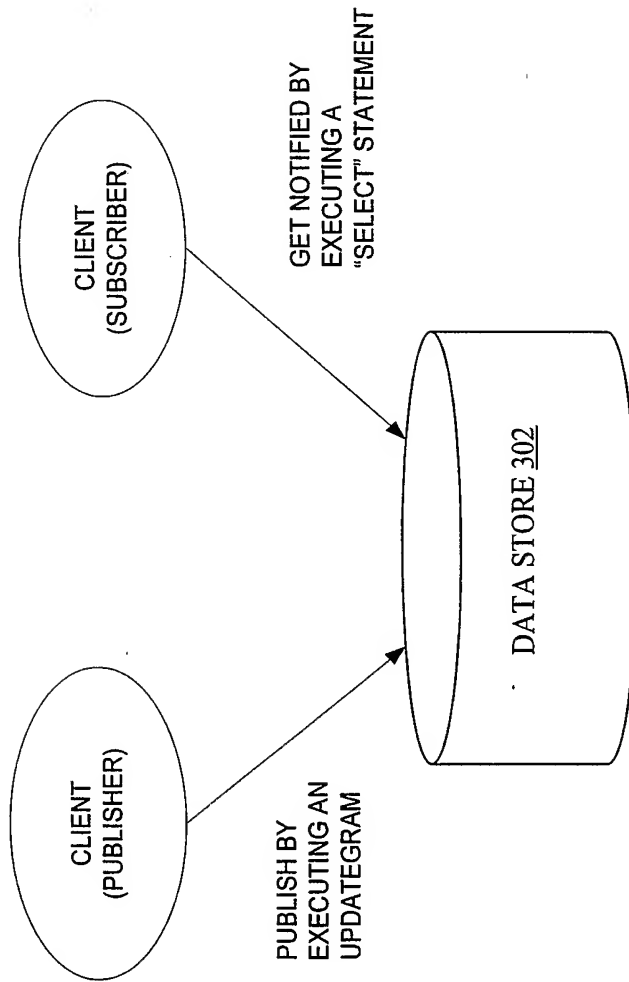 CLIENT
(PUBLISHER)
CLIENT
(SUBSCRIBER)
PUBLISH BY
EXECUTING AN
UPDATEGRAM
GET NOTIFIED BY
EXECUTING A
"SELECT" STATEMENT
DATA STORE 302